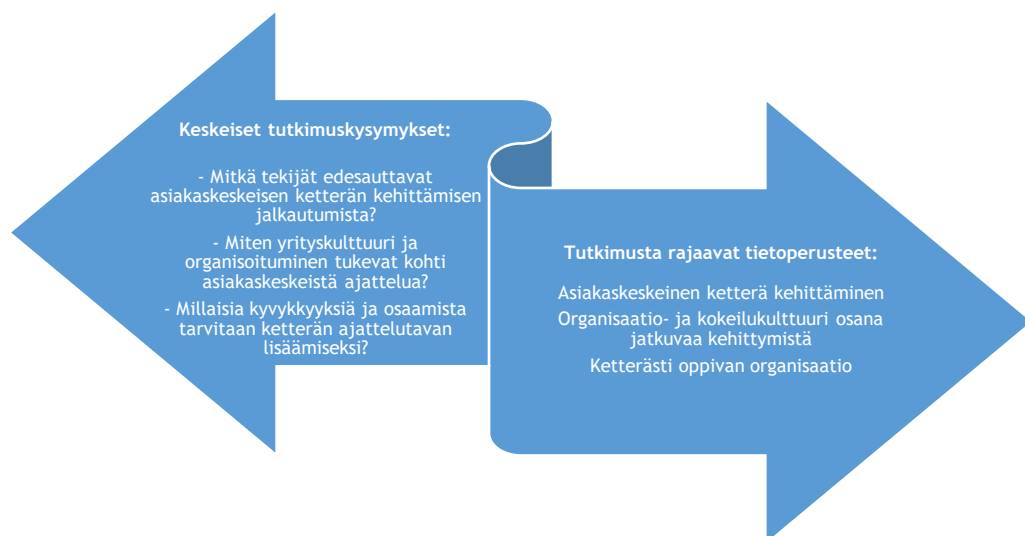 Keskeiset tutkimuskysymykset:
- Mitkä tekijät edesauttavat
asiakaskeskeisen ketterän kehittämisen
jalkautumista?
- Miten yrityskulttuuri ja
organisoituminen tukevat kohti
asiakaskeskeistä ajattelua?
- Millaisia kyvykkyyksiä ja osaamista
tarvitaan ketterän ajattelutavan
lisäämiseksi?
Tutkimusta rajaavat tietoperusteet:
Asiakaskeskeinen ketterä kehittäminen
Organisaatio- ja kokeilukulttuuri osana
jatkuvaa kehittymistä
Ketterästi oppivan organisaatio